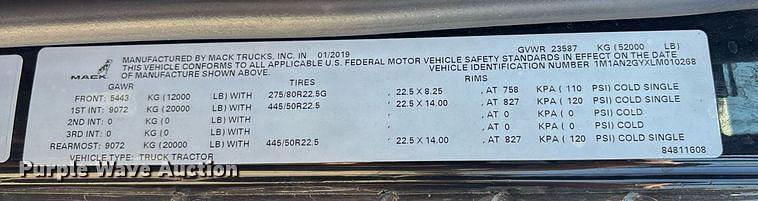 MANUFACTURED BY MACK TRUCKS, INC. IN 01/2019 GVWR 23587 KG (52000 LB)
THIS VEHICLE CONFORMS TO ALL APPLICABLE U.S. FEDERAL MOTOR VEHICLE SAFETY STANDARDS IN EFFECT ON THE DATE
OF MANUFACTURE SHOWN ABOVE. VEHICLE IDENTIFICATION NUMBER 1M1AN2GYXLM010268
MACK
GAWR TIRES RIMS
FRONT: 5443 KG (12000 LB) WITH 275/80R22.5G , 22.5 X 8.25 , AT 758 KPA ( 110 PSI) COLD SINGLE
1ST INT: 9072 KG (20000 LB) WITH 445/50R22.5 , 22.5 X 14.00 , AT 827 KPA ( 120 PSI) COLD SINGLE
2ND INT: 0 KG (0 LB) WITH , , AT 0 KPA ( 0 PSI) COLD
3RD INT: 0 KG (0 LB) WITH , , AT 0 KPA ( 0 PSI) COLD
REARMOST: 9072 KG (20000 LB) WITH 445/50R22.5 , 22.5 X 14.00 , AT 827 KPA ( 120 PSI) COLD SINGLE
VEHICLE TYPE: TRUCK TRACTOR 84811608
Purple Wave Auction